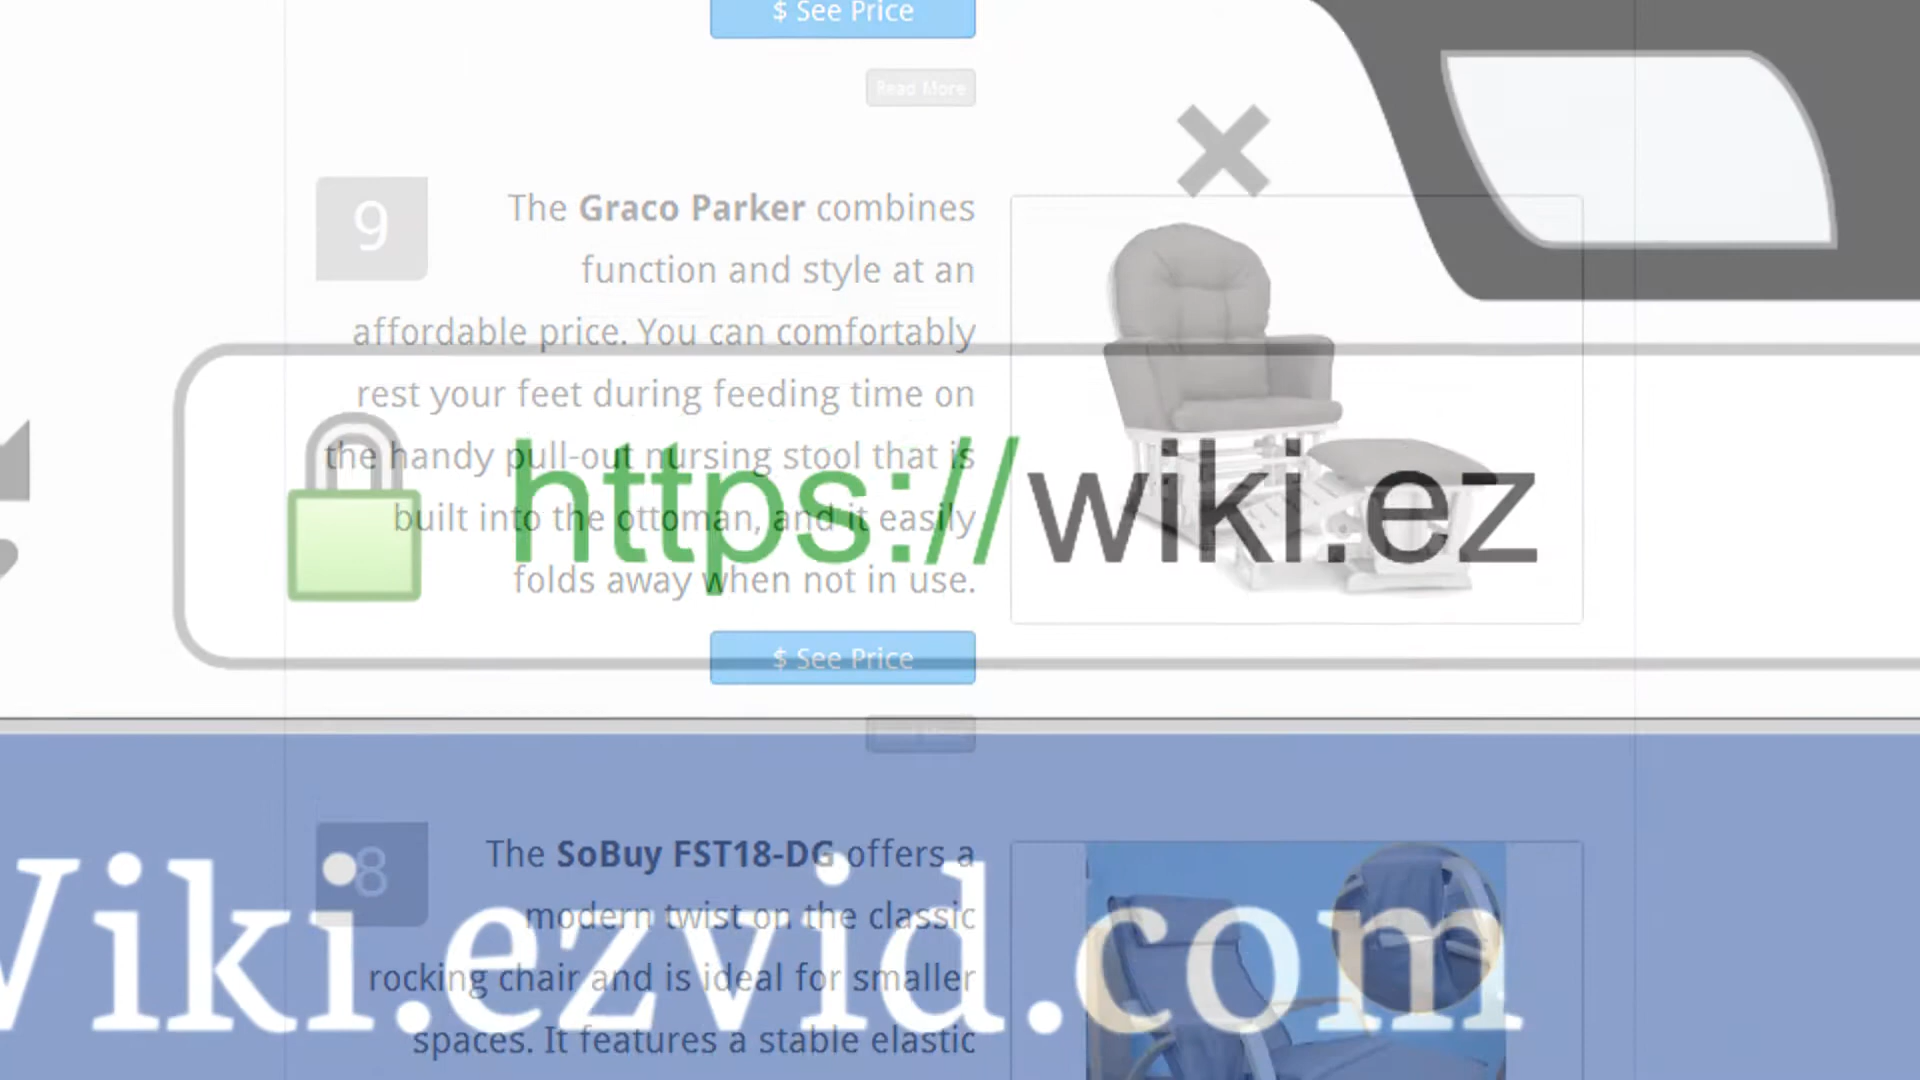 $ See Price
Read More
9
The Graco Parker combines
function and style at an
affordable price. You can comfortably
rest your feet during feeding time on
the handy pull-out nursing stool that is
built into the ottoman, and it easily
folds away when not in use.
https://wiki.ez
$ See Price
8
The SoBuy FST18-DG offers a
modern twist on the classic
rocking chair and is ideal for smaller
spaces. It features a stable elastic
Wiki.ezvid.com